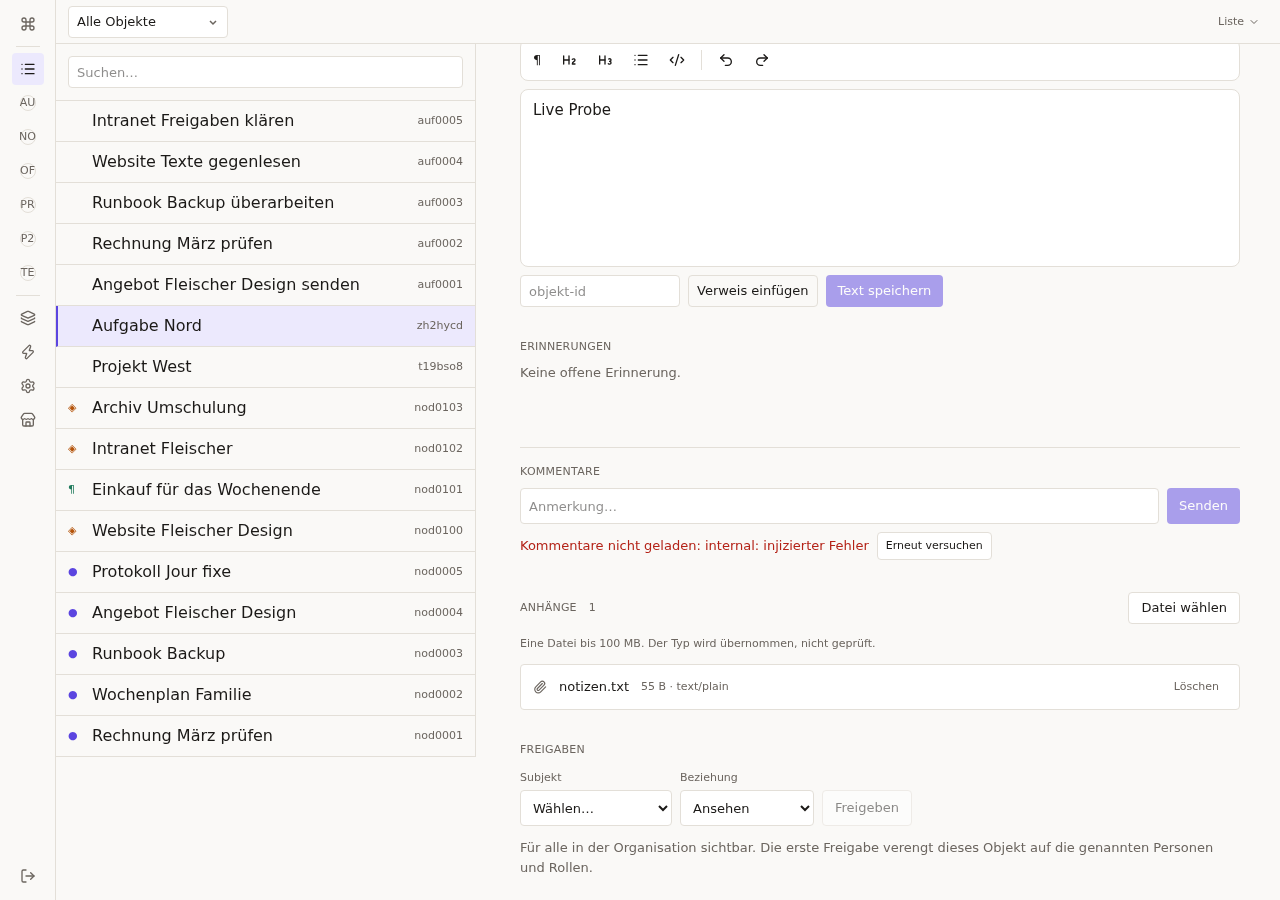 Alle Objekte
Liste
AU
NO
OF
PR
P2
TE
Suchen…
Intranet Freigaben klären auf0005
Website Texte gegenlesen auf0004
Runbook Backup überarbeiten auf0003
Rechnung März prüfen auf0002
Angebot Fleischer Design senden auf0001
Aufgabe Nord zh2hycd
Projekt West t19bso8
Archiv Umschulung nod0103
Intranet Fleischer nod0102
¶ Einkauf für das Wochenende nod0101
Website Fleischer Design nod0100
Protokoll Jour fixe nod0005
Angebot Fleischer Design nod0004
Runbook Backup nod0003
Wochenplan Familie nod0002
Rechnung März prüfen nod0001
¶ H2 H3
Live Probe
objekt-id Verweis einfügen Text speichern
ERINNERUNGEN
Keine offene Erinnerung.
KOMMENTARE
Anmerkung… Senden
Kommentare nicht geladen: internal: injizierter Fehler Erneut versuchen
ANHÄNGE 1 Datei wählen
Eine Datei bis 100 MB. Der Typ wird übernommen, nicht geprüft.
notizen.txt 55 B · text/plain Löschen
FREIGABEN
Subjekt Beziehung
Wählen… Ansehen Freigeben
Für alle in der Organisation sichtbar. Die erste Freigabe verengt dieses Objekt auf die genannten Personen
und Rollen.